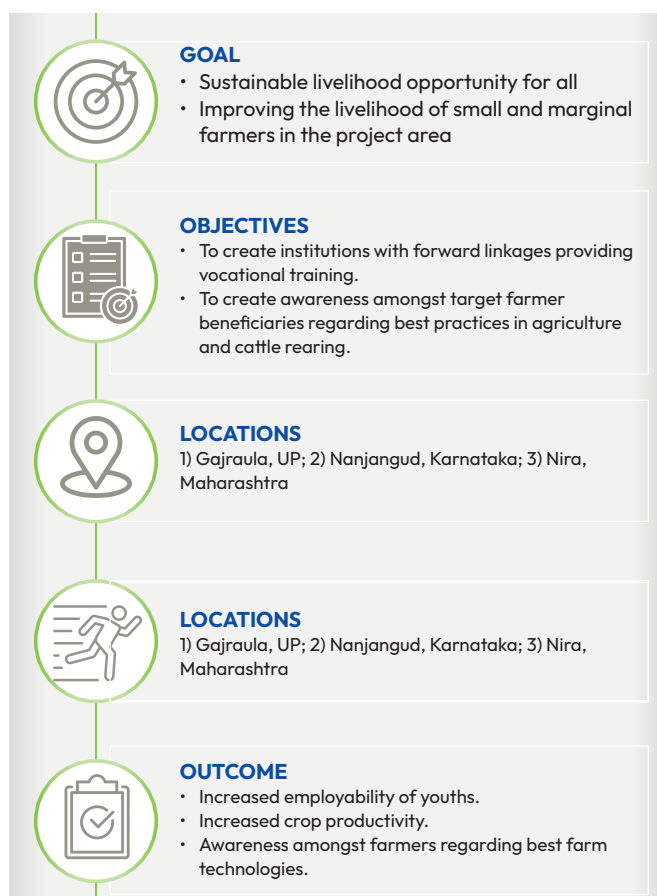 GOAL
• Sustainable livelihood opportunity for all
• Improving the livelihood of small and marginal
farmers in the project area
OBJECTIVES
• To create institutions with forward linkages providing
vocational training.
• To create awareness amongst target farmer
beneficiaries regarding best practices in agriculture
and cattle rearing.
LOCATIONS
1) Gajraula, UP; 2) Nanjangud, Karnataka; 3) Nira,
Maharashtra
LOCATIONS
1) Gajraula, UP; 2) Nanjangud, Karnataka; 3) Nira,
Maharashtra
OUTCOME
• Increased employability of youths.
• Increased crop productivity.
• Awareness amongst farmers regarding best farm
technologies.